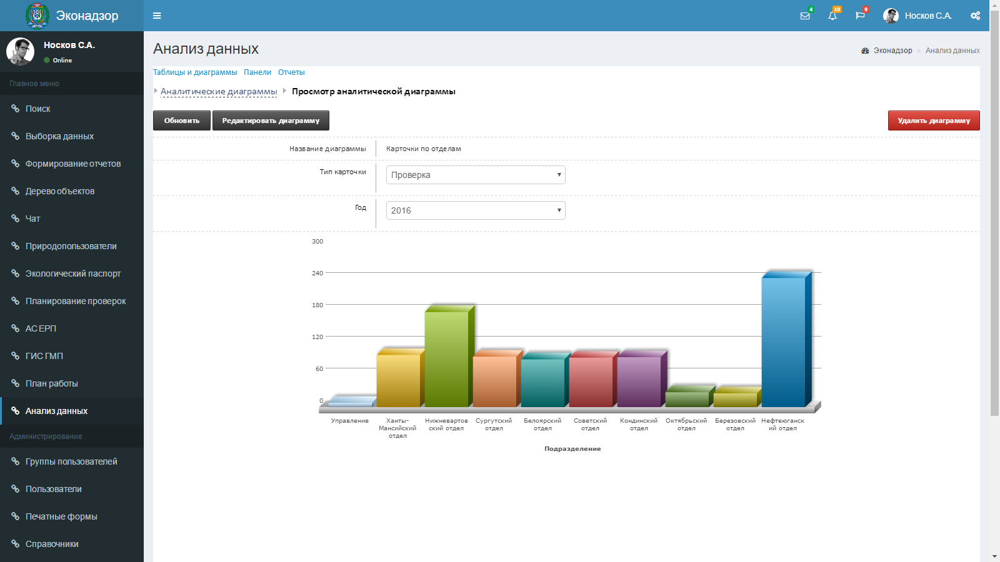 Эконадзор
4
10
9
Носков С.А.
Носков С.А.
Online
Главное меню
Поиск
Выборка данных
Формирование отчетов
Дерево объектов
Чат
Природопользователи
Экологический паспорт
Планирование проверок
АС ЕРП
ГИС ГМП
План работы
Анализ данных
Администрирование
Группы пользователей
Пользователи
Печатные формы
Справочники
Анализ данных
Эконадзор > Анализ данных
Таблицы и диаграммы Панели Отчеты
Аналитические диаграммы Просмотр аналитической диаграммы
Обновить Редактировать диаграмму Удалить диаграмму
Название диаграммы Карточки по отделам
Тип карточки Проверка
Год 2016
300
240
180
120
60
0
Управление
Ханты-
Мансийский
отдел
Нижневартов
ский отдел
Сургутский
отдел
Белоярский
отдел
Советский
отдел
Кондинский
отдел
Октябрьский
отдел
Березовский
отдел
Нефтеюганск
ий отдел
Подразделение